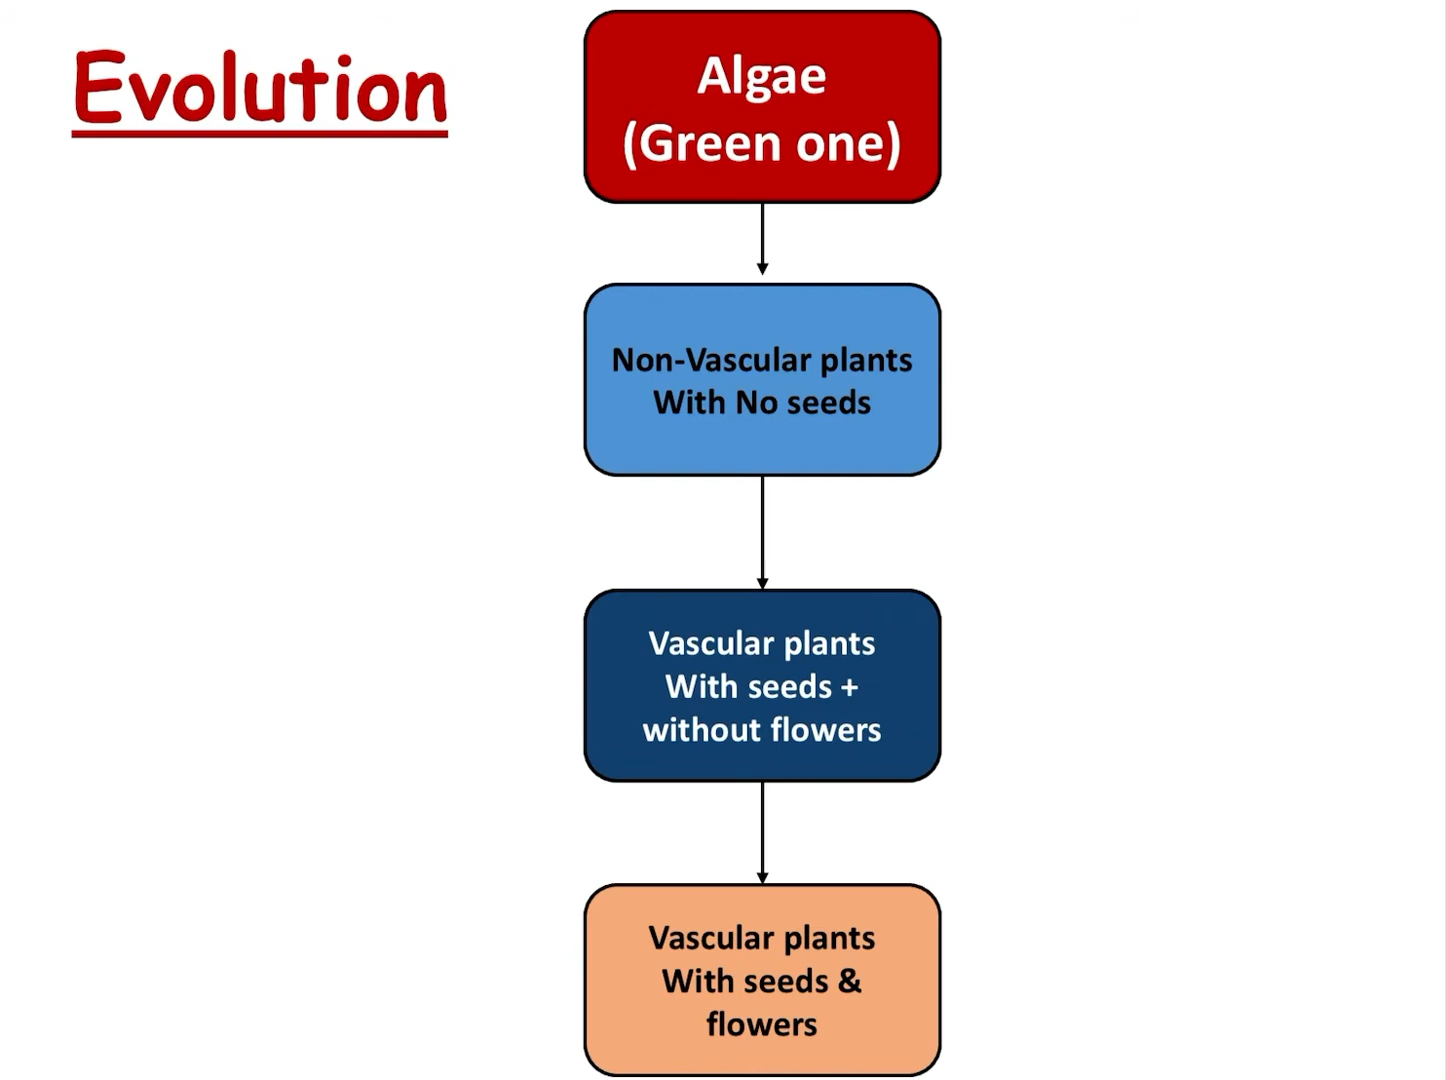 Evolution
Algae
(Green one)
Non-Vascular plants
With No seeds
Vascular plants
With seeds +
without flowers
Vascular plants
With seeds &
flowers